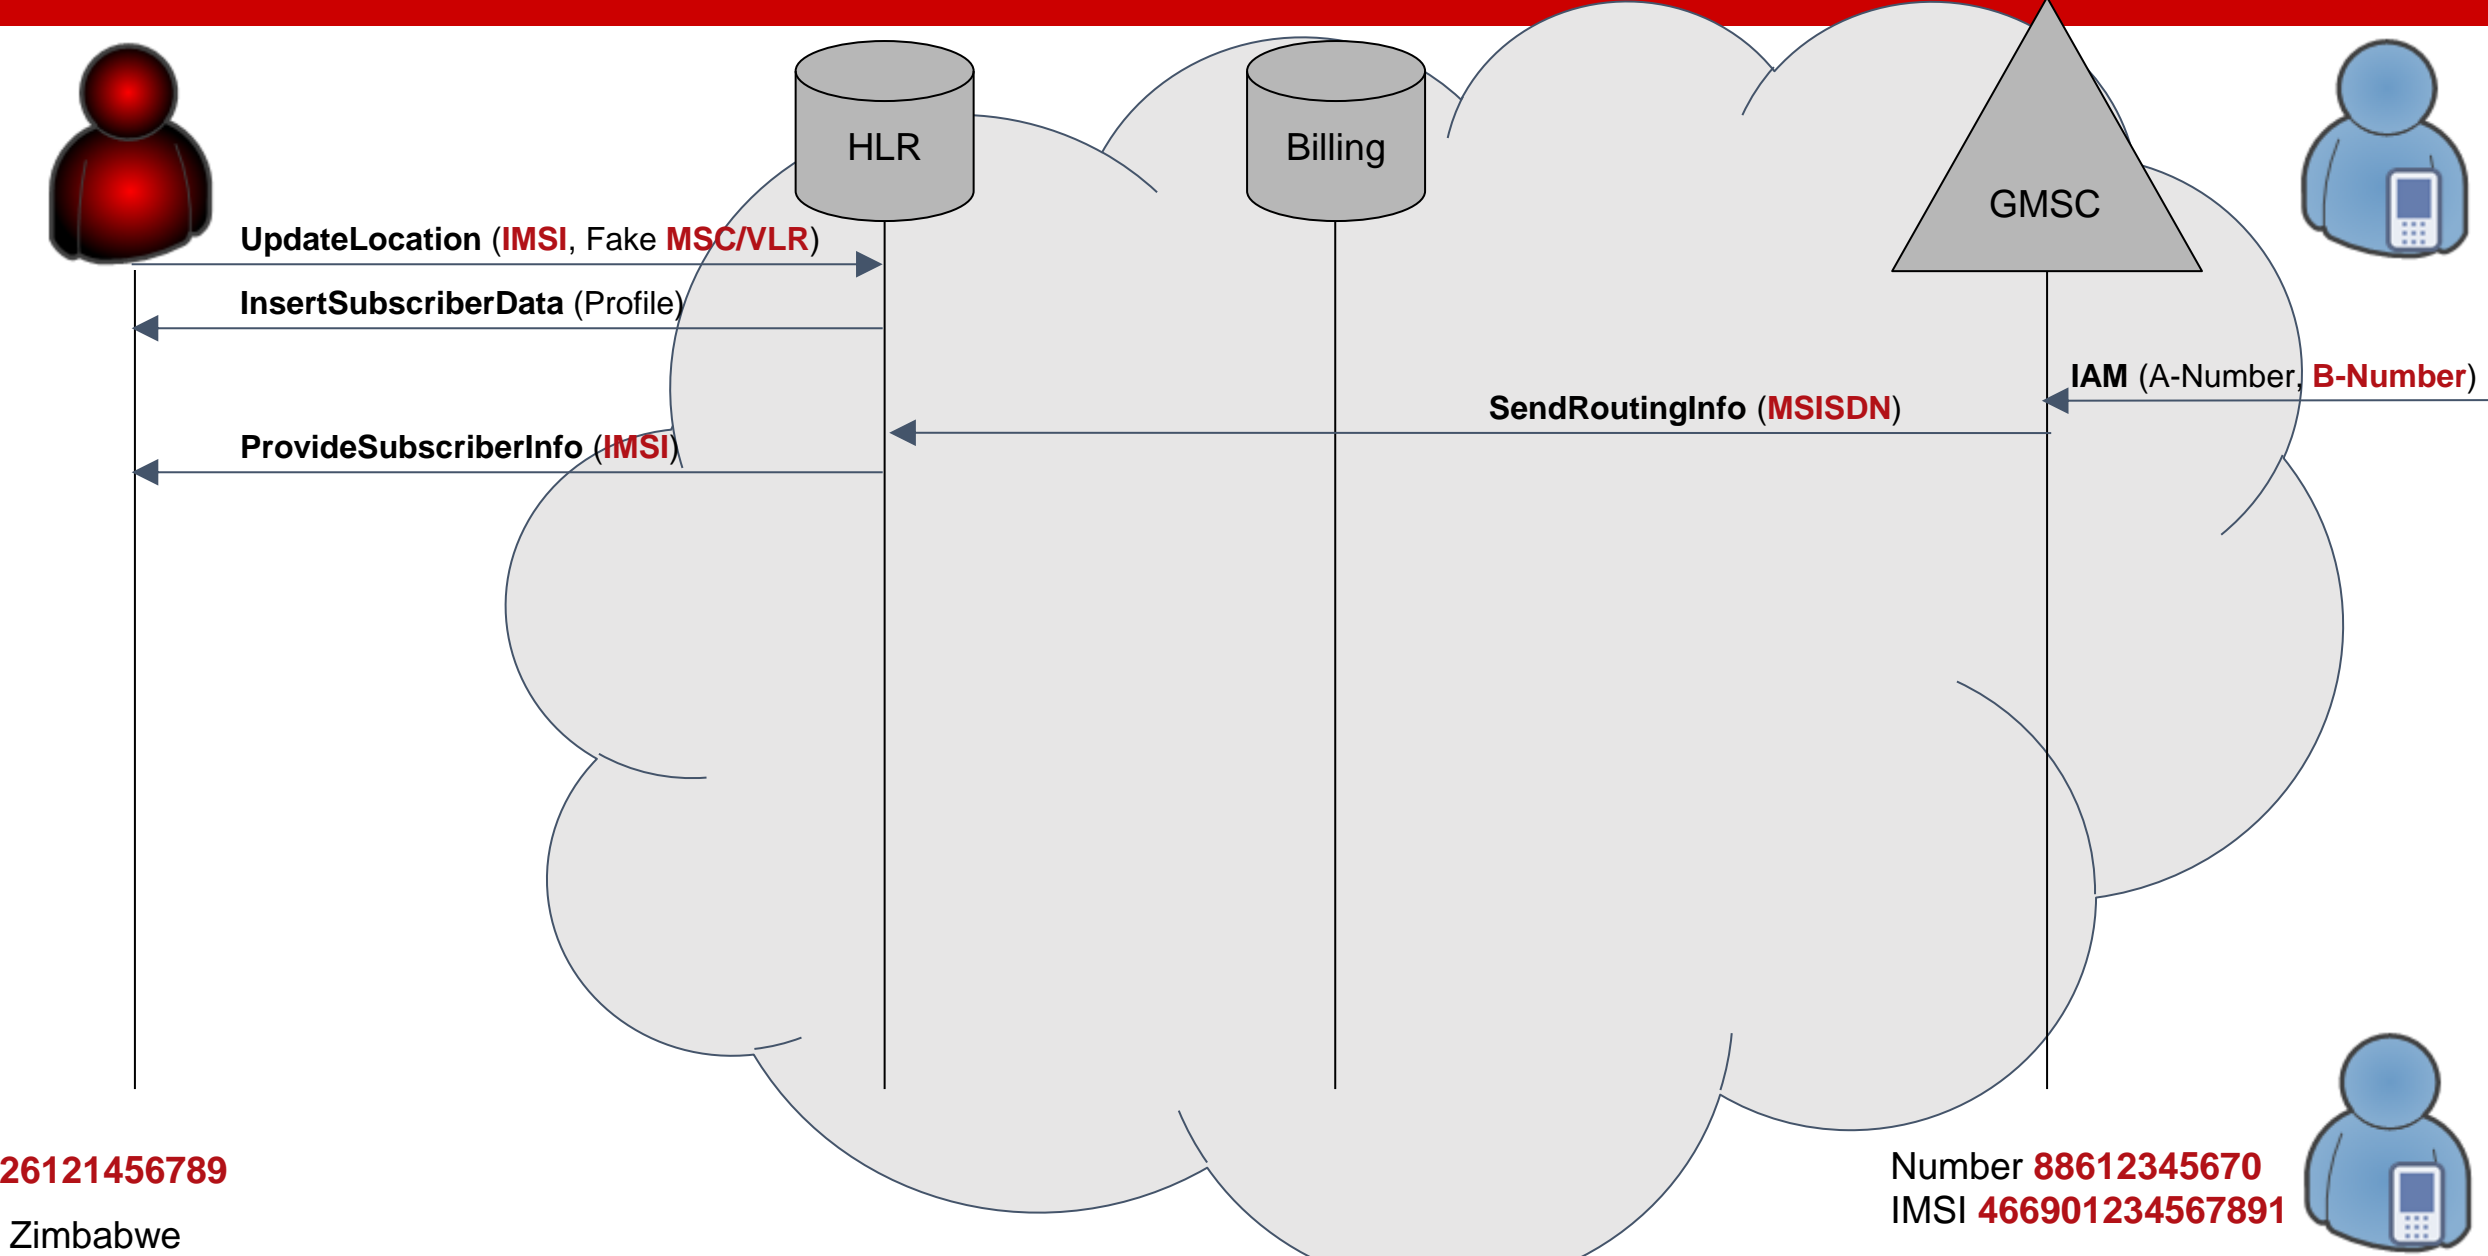 HLR
Billing
GMSC
UpdateLocation (IMSI, Fake MSC/VLR)
InsertSubscriberData (Profile)
IAM (A-Number, B-Number)
SendRoutingInfo (MSISDN)
ProvideSubscriberInfo (IMSI)
26121456789
Zimbabwe
Number 88612345670
IMSI 466901234567891